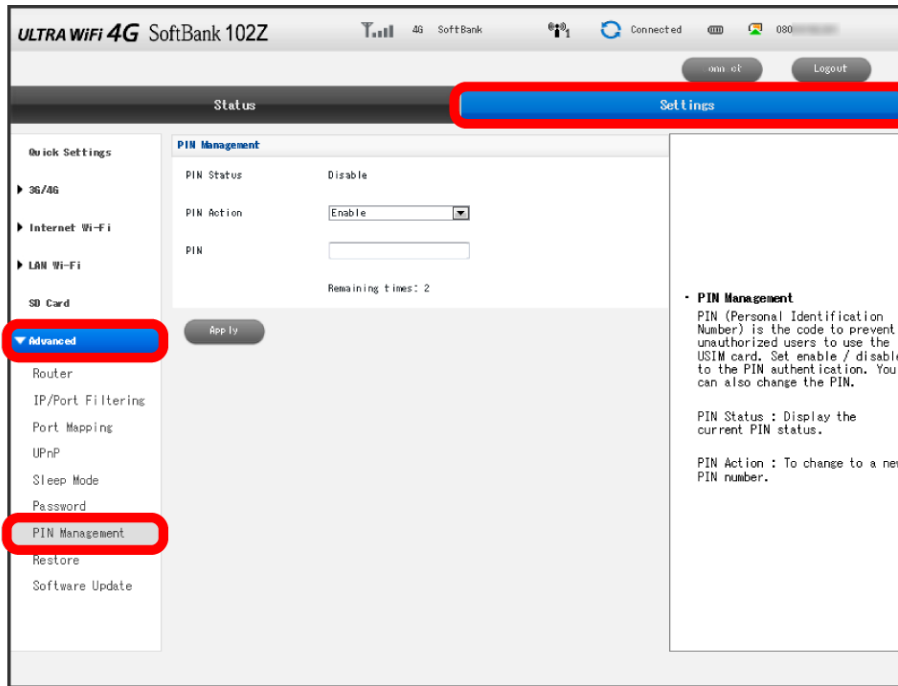 ULTRA WiFi 4G SoftBank 102Z
4G SoftBank
1
Connected
080
Logout
Status
Settings
Quick Settings
3G/4G
Internet Wi-Fi
LAN Wi-Fi
SD Card
Advanced
Router
IP/Port Filtering
Port Mapping
UPnP
Sleep Mode
Password
PIN Management
Restore
Software Update
PIN Management
PIN Status Disable
PIN Action Enable
PIN
Remaining times: 2
Apply
· PIN Management
PIN (Personal Identification
Number) is the code to prevent
unauthorized users to use the
USIM card. Set enable / disable
to the PIN authentication. You
can also change the PIN.
PIN Status : Display the
current PIN status.
PIN Action : To change to a new
PIN number.